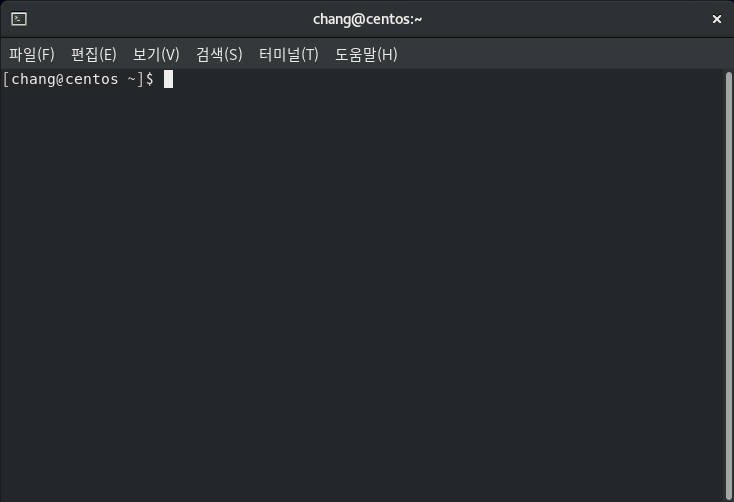 chang@centos:~
파일(F) 편집(E) 보기(V) 검색(S) 터미널(T) 도움말(H)
[chang@centos ~]$